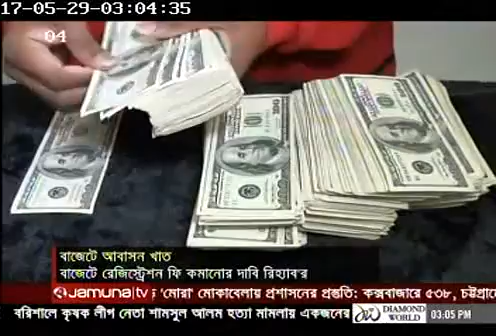 17-05-29-03:04:35
04
বাজেটে আবাসন খাত
বাজেটে রেজিস্ট্রেশন ফি কমানোর দাবি রিহ্যাব'র
Jamuna tv
'মোরা' মোকাবেলায় প্রশাসনের প্রস্তুতি: কক্সবাজারে ৫৩৮, চট্টগ্রামে
বরিশালে কৃষক লীগ নেতা শামসুল আলম হত্যা মামলায় একজনের
DIAMOND WORLD
03:05 PM
100